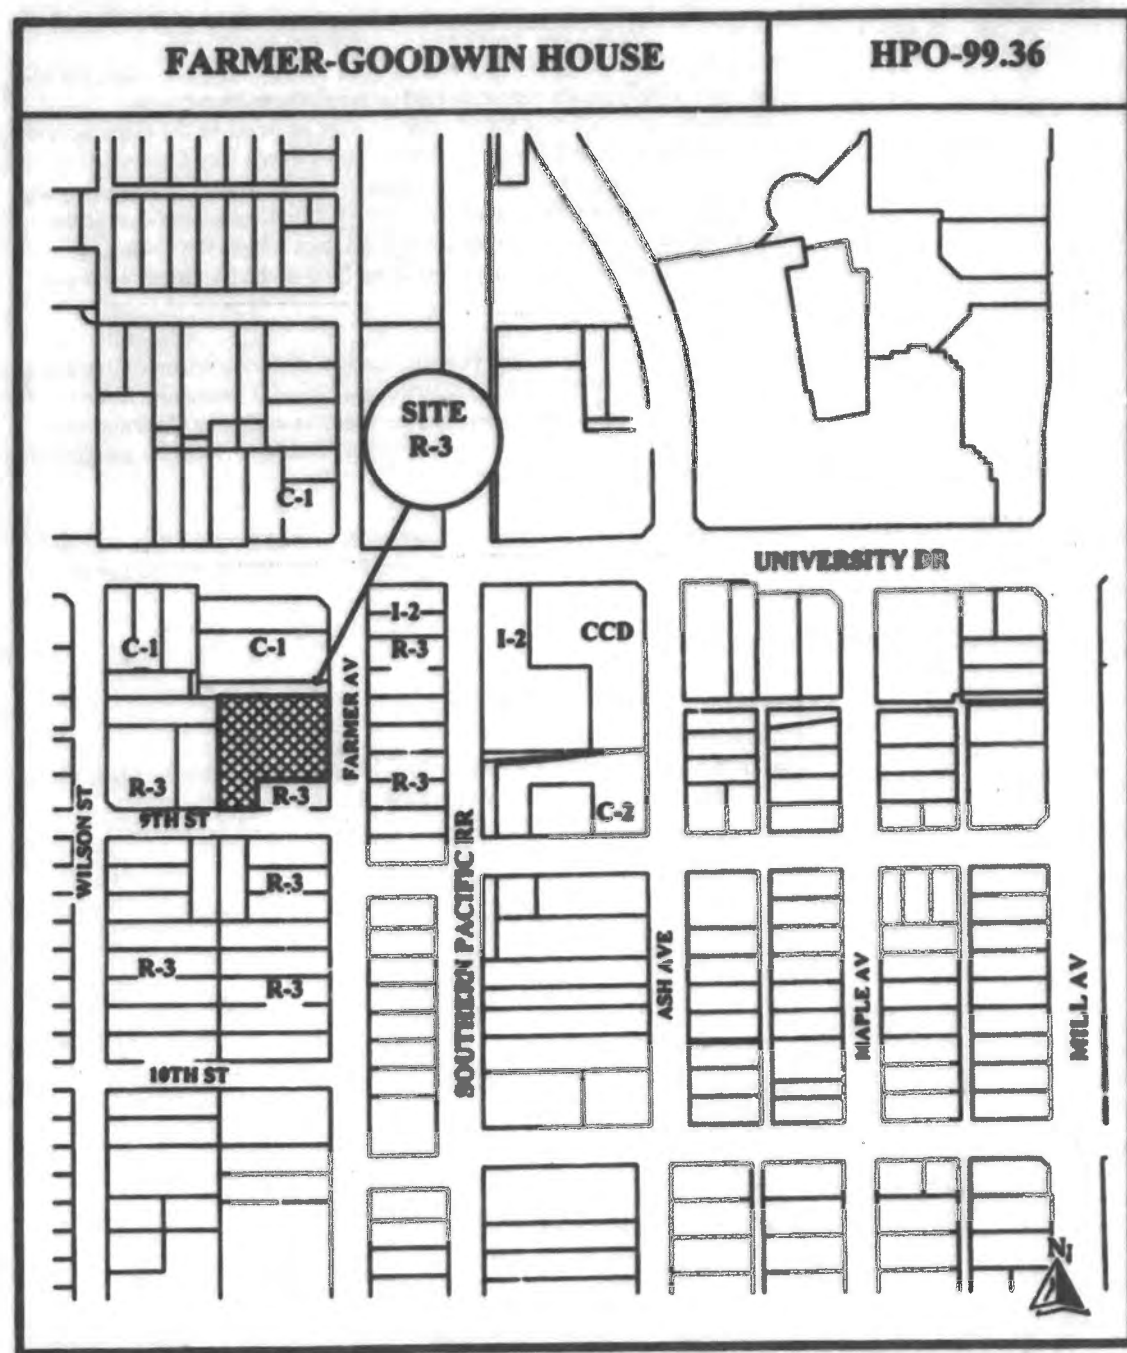 FARMER-GOODWIN HOUSE
HPO-99.36
SITE
R-3
C-1
UNIVERSITY DR
I-2
C-1
C-1
R-3
I-2
CCD
FARMER AV
R-3
R-3
R-3
C-2
9TH ST
WILSON ST
SOUTHERN PACIFIC RR
R-3
R-3
R-3
ASH AVE
MAPLE AV
MILL AV
10TH ST
N